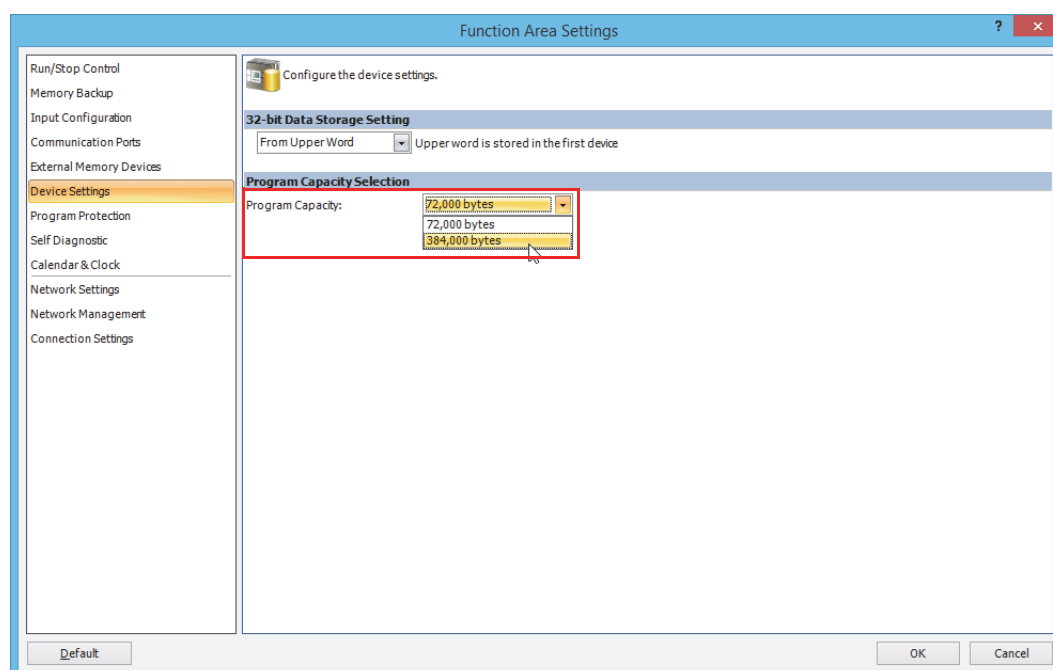 Function Area Settings
?
×
Run/Stop Control
Memory Backup
Input Configuration
Communication Ports
External Memory Devices
Device Settings
Program Protection
Self Diagnostic
Calendar & Clock
Network Settings
Network Management
Connection Settings
Configure the device settings.
32-bit Data Storage Setting
From Upper Word Upper word is stored in the first device
Program Capacity Selection
Program Capacity: 72,000 bytes
72,000 bytes
384,000 bytes
Default OK Cancel